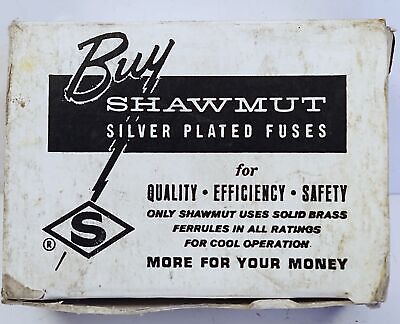 Buy
SHAWMUT
SILVER PLATED FUSES
for
QUALITY • EFFICIENCY • SAFETY
ONLY SHAWMUT USES SOLID BRASS
FERRULES IN ALL RATINGS
FOR COOL OPERATION.
MORE FOR YOUR MONEY
S
®